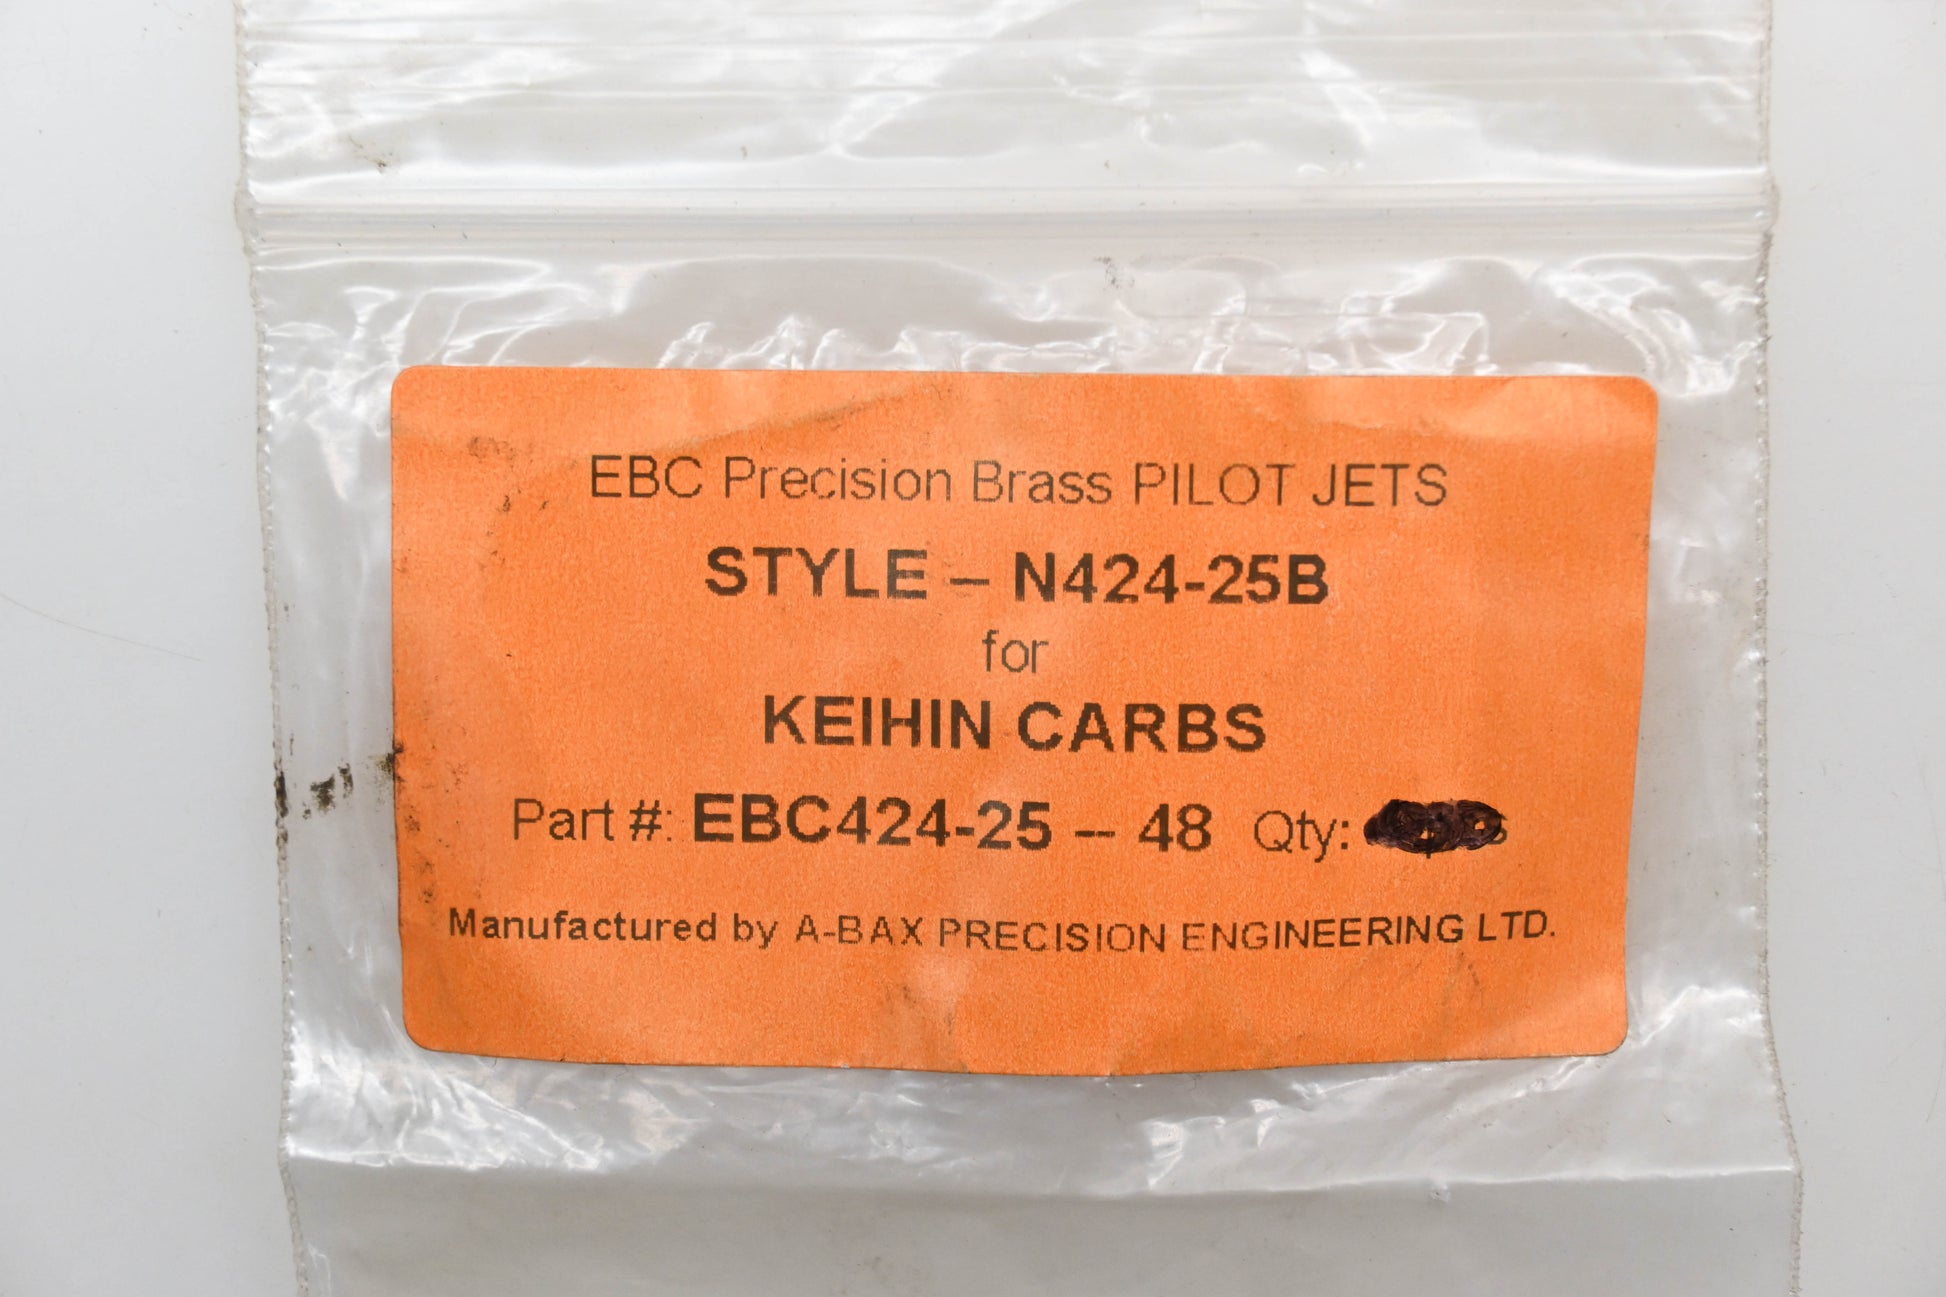 EBC Precision Brass PILOT JETS
STYLE – N424-25B
for
KEIHIN CARBS
Part #: EBC424-25 – 48 Qty:
Manufactured by A-BAX PRECISION ENGINEERING LTD.